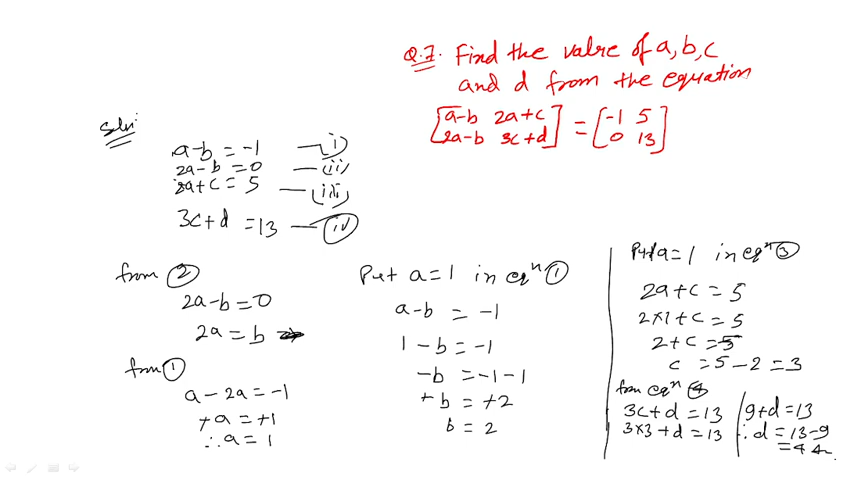 Q.7. Find the value of a, b, c
and d from the equation
[a-b 2a+c
2a-b 3c+d] = [-1 5
0 13]
Soln:
a-b = -1 — (i)
2a-b = 0 — (ii)
2a+c = 5 — (iii)
3c+d = 13 — (iv)
from (2)
2a-b=0
2a = b
from (1)
a - 2a = -1
+a = +1
∴ a = 1
Put a=1 in eqn (1)
a-b = -1
1-b = -1
-b = -1-1
+b = +2
b = 2
Put a=1 in eqn (3)
2a+c = 5
2×1+c = 5
2+c = 5
c = 5-2 = 3
from eqn (4)
3c+d = 13
3×3+d = 13
9+d = 13
∴ d = 13-9
= 4